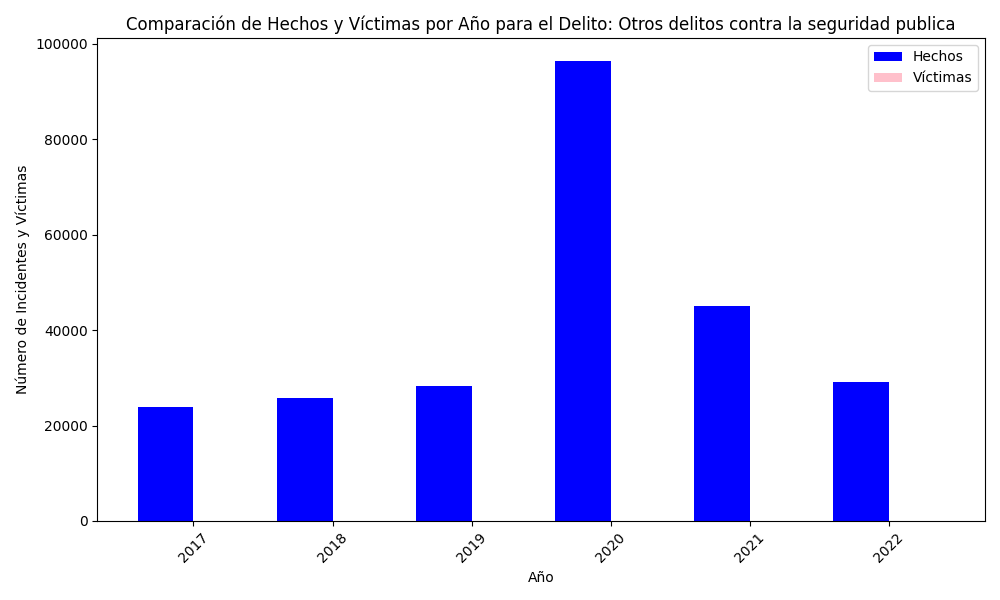 Comparación de Hechos y Víctimas por Año para el Delito: Otros delitos contra la seguridad publica
Hechos
Víctimas
100000
80000
60000
40000
20000
0
Número de Incidentes y Víctimas
2017
2018
2019
2020
2021
2022
Año